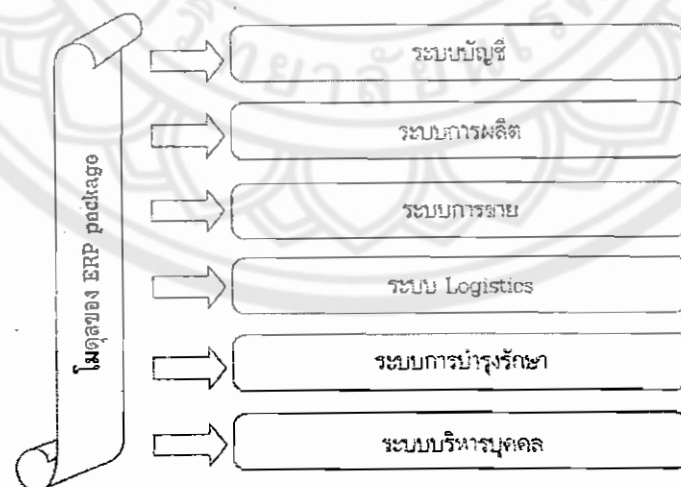 โมดุลของ ERP package
ระบบบัญชี
ระบบการผลิต
ระบบการขาย
ระบบ Logistics
ระบบการบำรุงรักษา
ระบบบริหารบุคคล